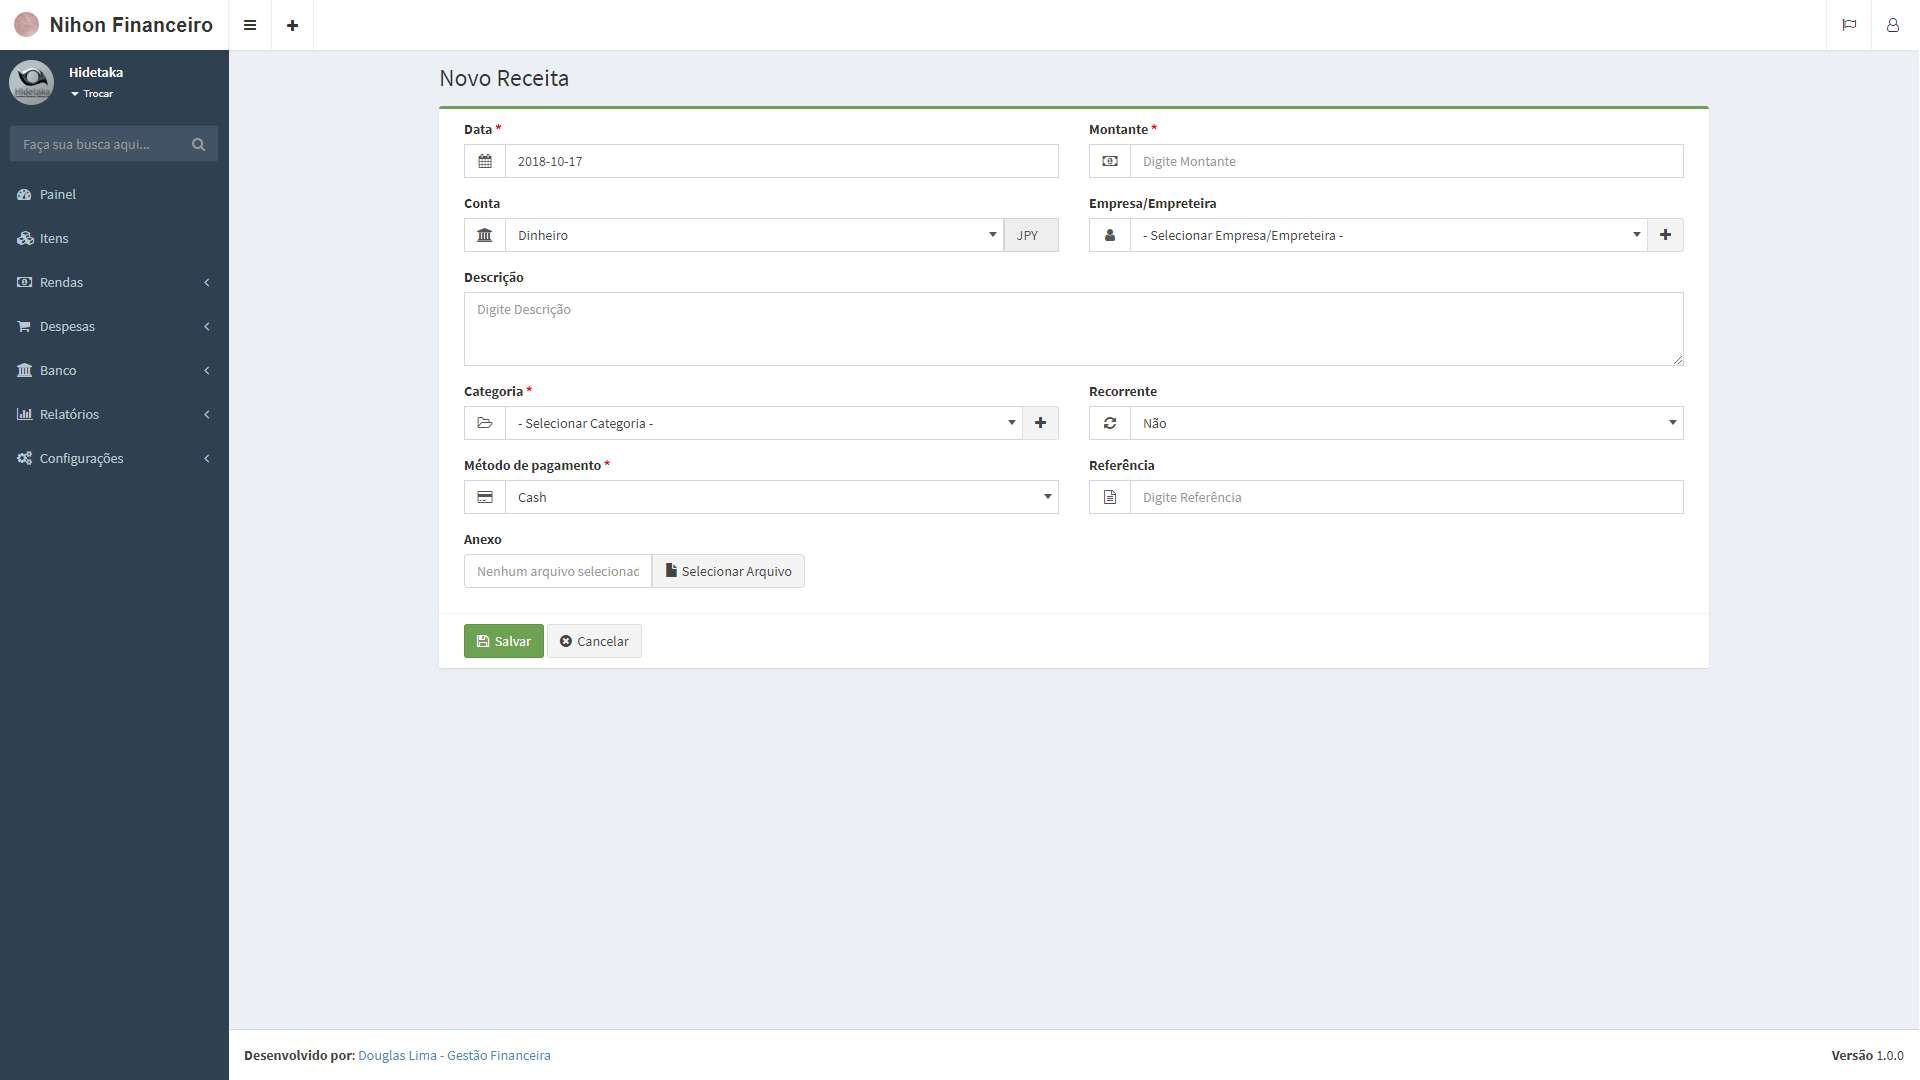 Nihon Financeiro
Hidetaka
Hidetaka
Trocar
Faça sua busca aqui...
Painel
Itens
Rendas
Despesas
Banco
Relatórios
Configurações
Novo Receita
Data *
Montante *
2018-10-17
Digite Montante
Conta
Empresa/Empreteira
Dinheiro
JPY
- Selecionar Empresa/Empreteira -
Descrição
Digite Descrição
Categoria *
Recorrente
- Selecionar Categoria -
Não
Método de pagamento *
Referência
Cash
Digite Referência
Anexo
Nenhum arquivo selecionad
Selecionar Arquivo
Salvar
Cancelar
Desenvolvido por: Douglas Lima - Gestão Financeira
Versão 1.0.0